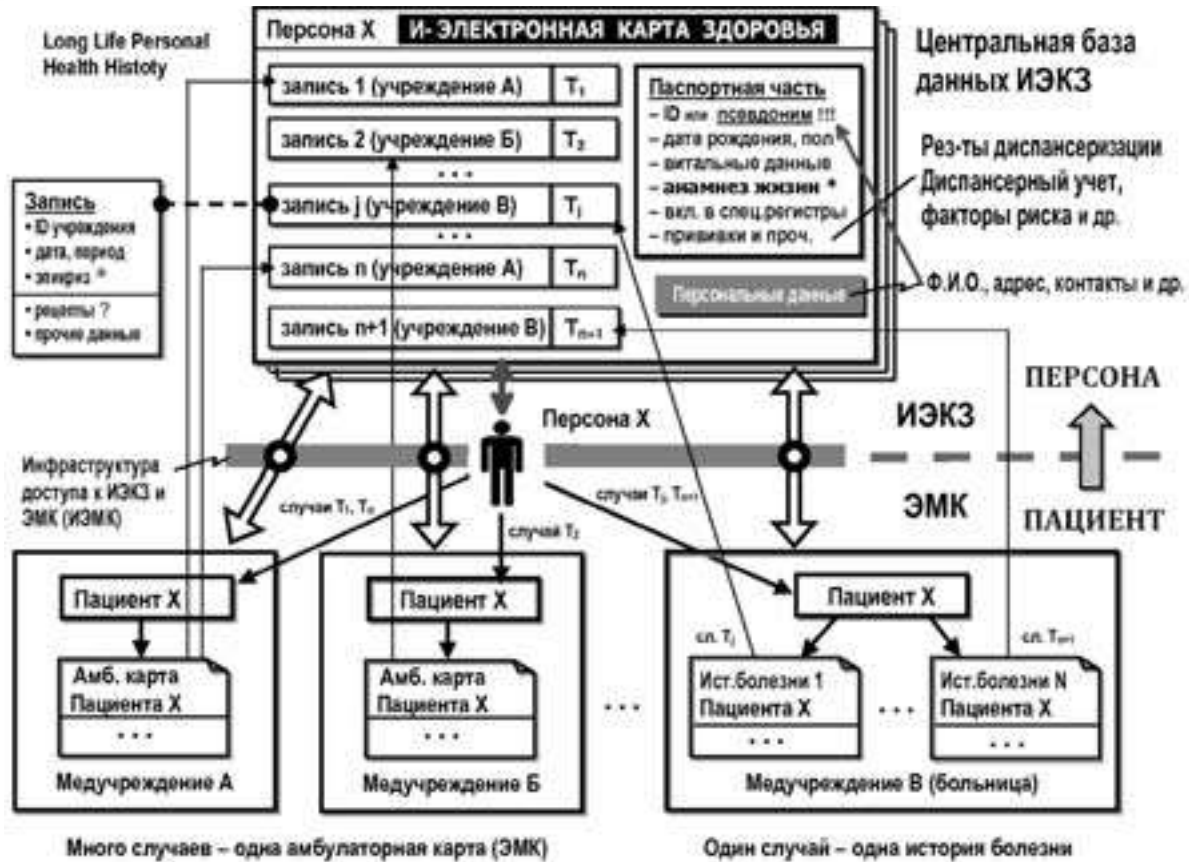 Long Life Personal
Health Histoty
Персона X
И- ЭЛЕКТРОННАЯ КАРТА ЗДОРОВЬЯ
Центральная база
данных ИЭКЗ
запись 1 (учреждение А)
T₁
запись 2 (учреждение Б)
T₂
...
запись j (учреждение В)
Tⱼ
...
запись n (учреждение А)
Tₙ
запись n+1 (учреждение В)
Tₙ₊₁
Паспортная часть
– ID или псевдоним !!!
– дата рождения, пол
– витальные данные
– анамнез жизни *
– вкл. в спец.регистры
– прививки и проч.
Персональные данные
Рез-ты диспансеризации
Диспансерный учет,
факторы риска и др.
Ф.И.О., адрес, контакты и др.
Запись
• ID учреждения
• дата, период
• эпикриз *
• рецепты ?
• прочие данные
Персона X
ИЭКЗ
ПЕРСОНА
ЭМК
ПАЦИЕНТ
Инфраструктура
доступа к ИЭКЗ и
ЭМК (ИЭМК)
случаи T₁, Tₙ
случай T₂
случаи Tⱼ, Tₙ₊₁
Пациент X
Амб. карта
Пациента X
...
Медучреждение А
Пациент X
Амб. карта
Пациента X
...
Медучреждение Б
...
Пациент X
сл. Tⱼ
сл. Tₙ₊₁
Ист.болезни 1
Пациента X
...
...
Ист.болезни N
Пациента X
...
Медучреждение В (больница)
Много случаев – одна амбулаторная карта (ЭМК)
Один случай – одна история болезни